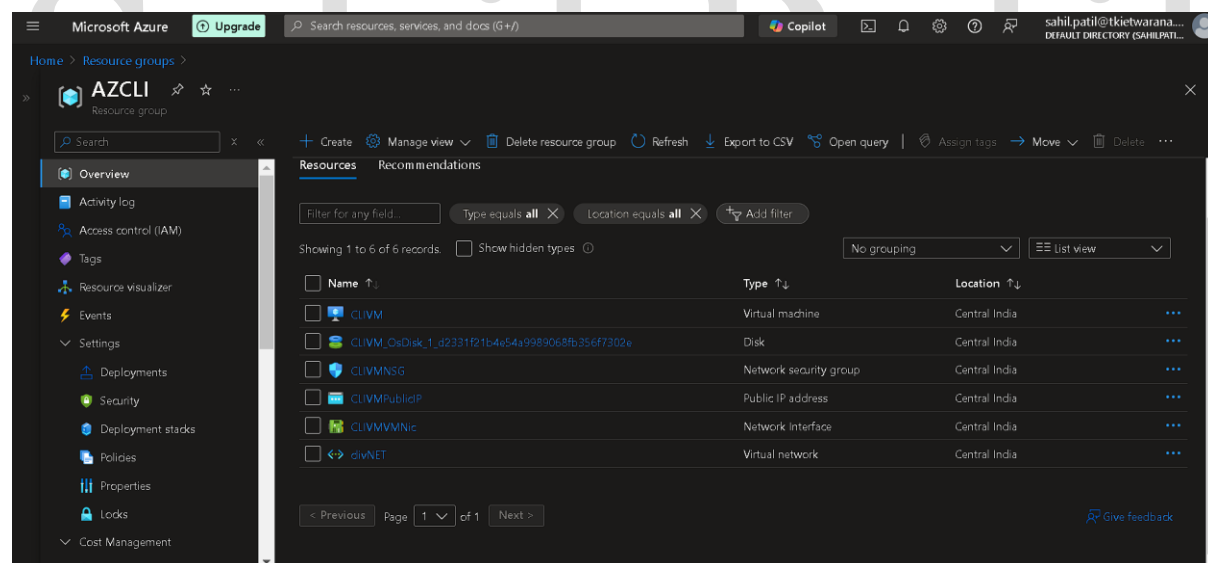 Microsoft Azure Upgrade Search resources, services, and docs (G+/) Copilot sahil.patil@tkietwarana....
DEFAULT DIRECTORY (SAHILPATI...
Home > Resource groups >
AZCLI
Resource group
Search
Create Manage view Delete resource group Refresh Export to CSV Open query Assign tags Move Delete
Overview
Activity log
Access control (IAM)
Tags
Resource visualizer
Events
Settings
Deployments
Security
Deployment stacks
Policies
Properties
Locks
Cost Management
Resources Recommendations
Filter for any field... Type equals all Location equals all Add filter
Showing 1 to 6 of 6 records. Show hidden types No grouping List view
Name Type Location
CLIVM Virtual machine Central India
CLIVM_OsDisk_1_d2331f21b4e54a9989068fb356f7302e Disk Central India
CLIVMNSG Network security group Central India
CLIVMPublicIP Public IP address Central India
CLIVMVMNic Network Interface Central India
clivNET Virtual network Central India
< Previous Page 1 of 1 Next >
Give feedback